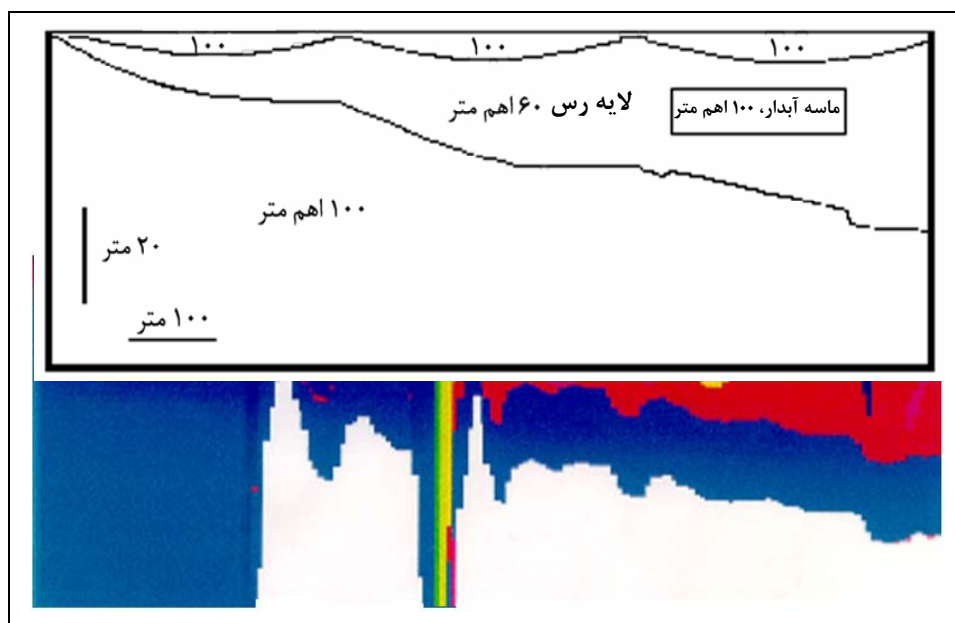 ۱۰۰ ۱۰۰ ۱۰۰
لایه رس ۶۰ اهم متر
ماسه آبدار، ۱۰۰ اهم متر
۱۰۰ اهم متر
۲۰ متر
۱۰۰ متر